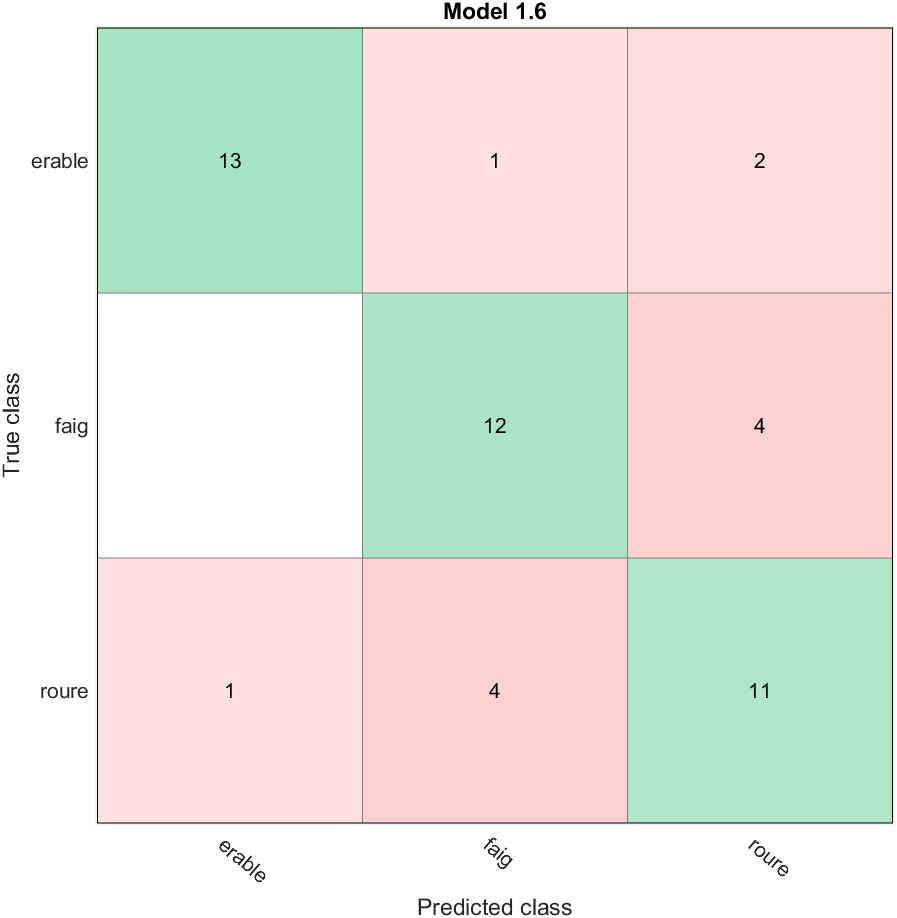 Model 1.6
erable 13 1 2
faig 12 4
roure 1 4 11
erable faig roure
Predicted class
True class